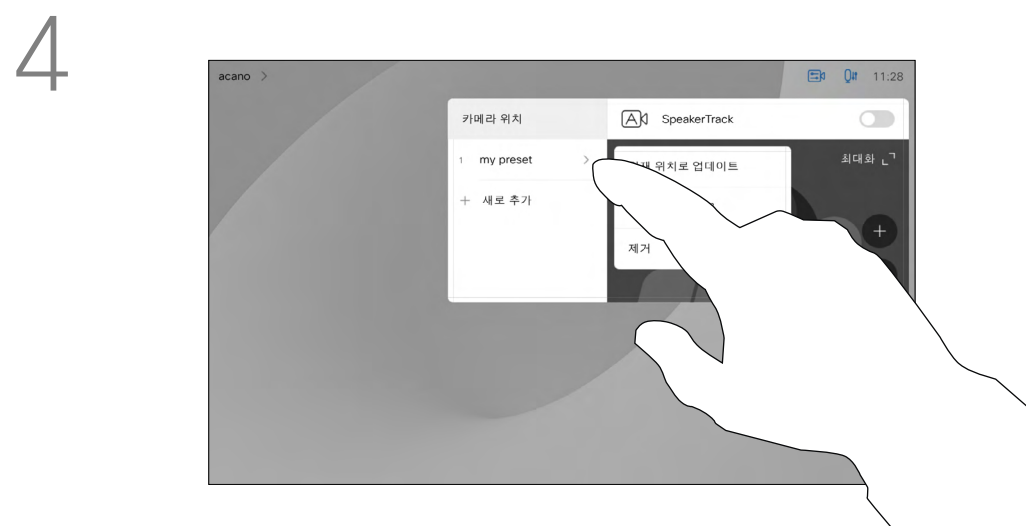 4
acano >
11.28
카메라 위치
SpeakerTrack
1 my preset >
위치로 업데이트
최대화
+ 새로 추가
+
제거